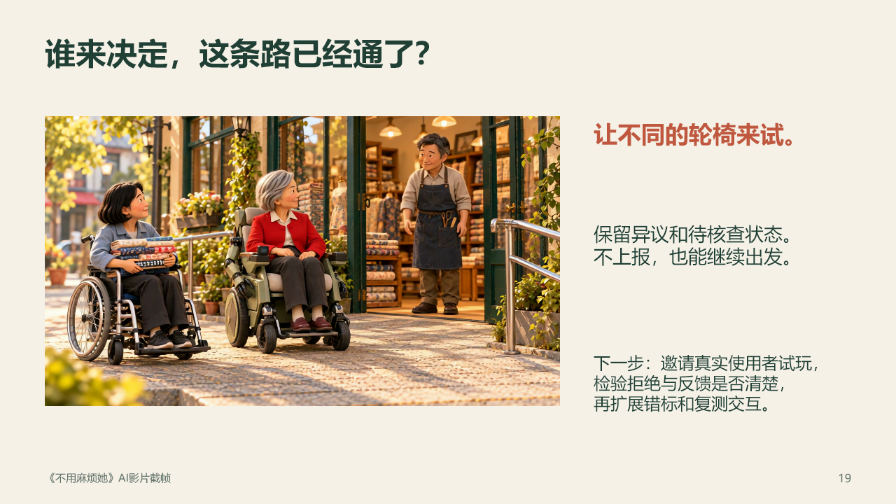 谁来决定，这条路已经通了？
让不同的轮椅来试。
保留异议和待核查状态。
不上报，也能继续出发。
下一步：邀请真实使用者试玩，
检验拒绝与反馈是否清楚，
再扩展错标和复测交互。
《不用麻烦她》AI影片截帧
19